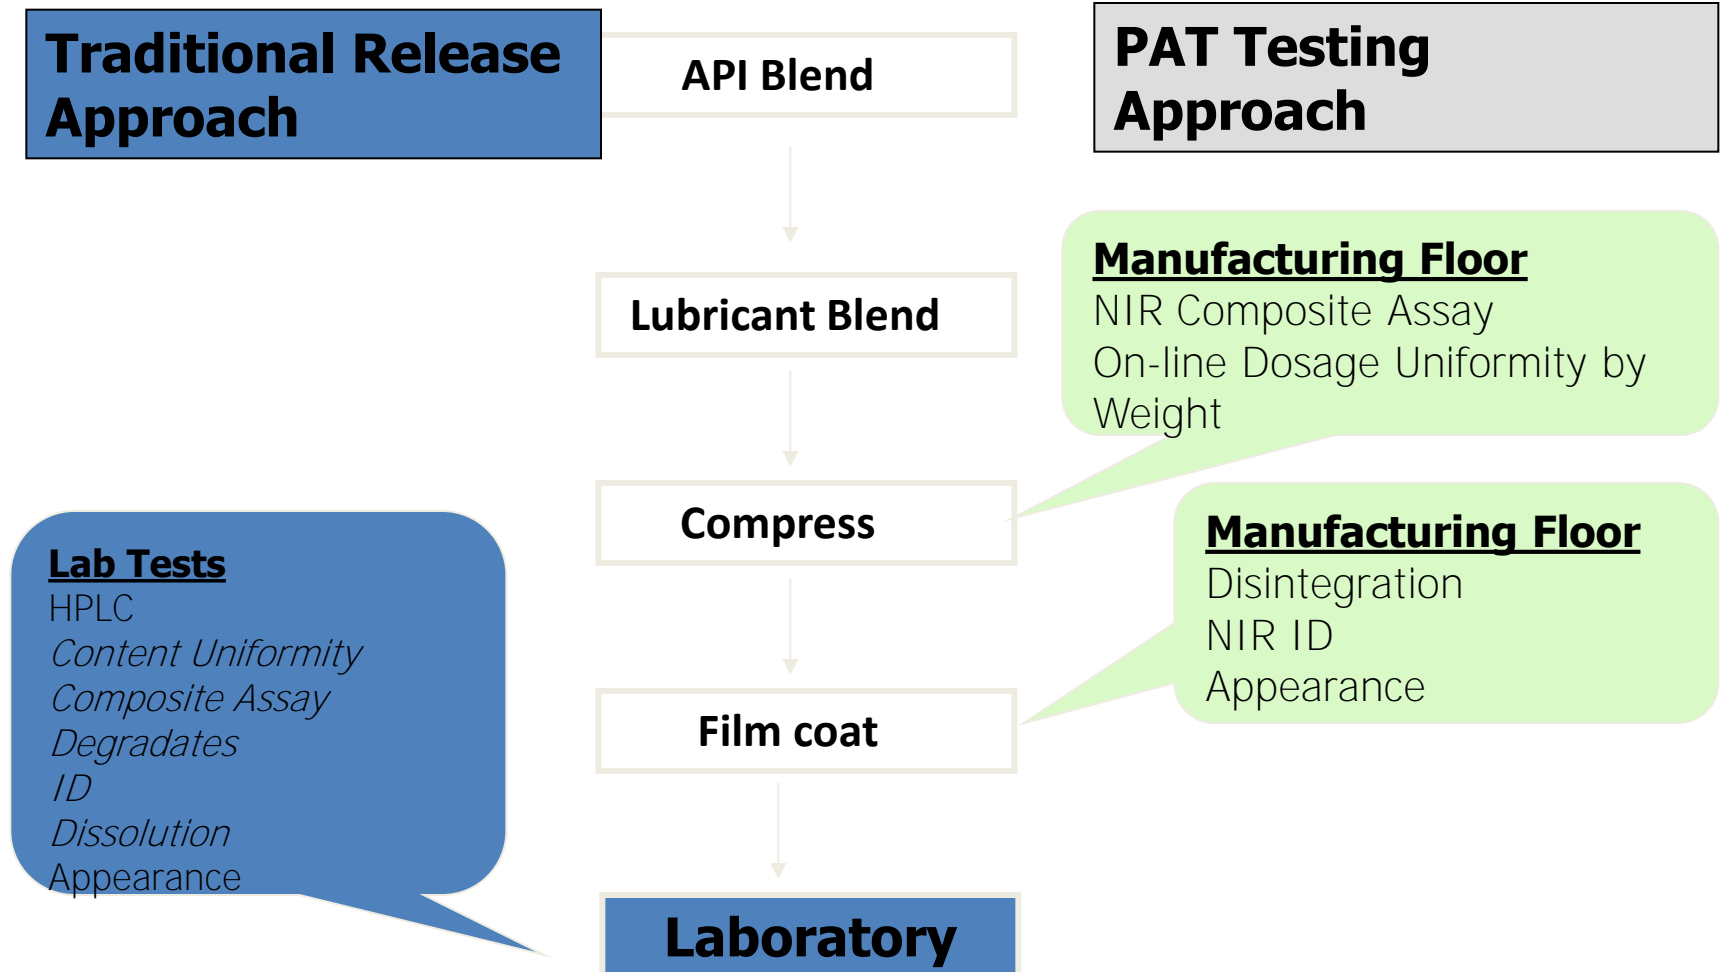 Traditional Release
Approach
API Blend
PAT Testing
Approach
Lubricant Blend
Manufacturing Floor
NIR Composite Assay
On-line Dosage Uniformity by
Weight
Compress
Manufacturing Floor
Disintegration
NIR ID
Appearance
Lab Tests
HPLC
Content Uniformity
Composite Assay
Degradates
ID
Dissolution
Appearance
Film coat
Laboratory